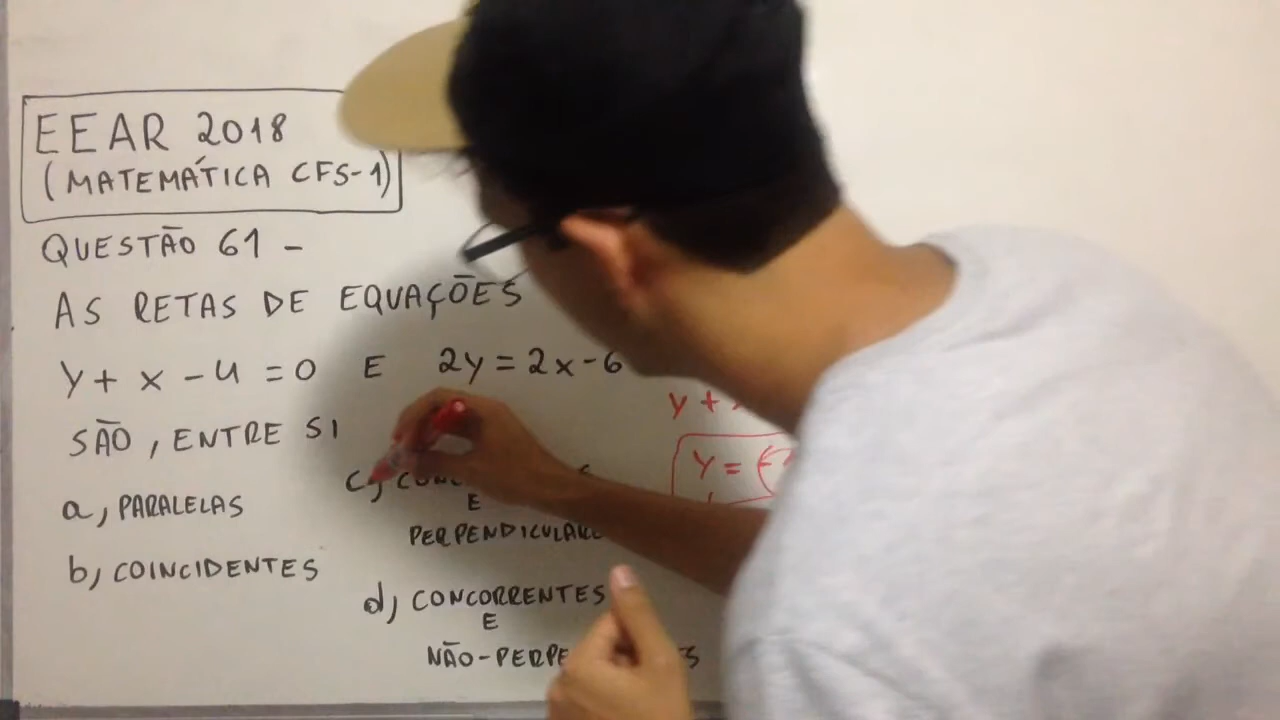 EEAR 2018
(MATEMÁTICA CFS-1)
QUESTÃO 61 -
AS RETAS DE EQUAÇÕES
y + x - 4 = 0 E 2y = 2x - 6
SÃO, ENTRE SI
a) PARALELAS
b) COINCIDENTES
c)
E
d) CONCORRENTES
E
y +
y =